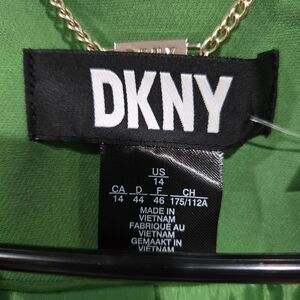 DKNY
DKNY
US
14
CA D F CH
14 44 46 175/112A
MADE IN
VIETNAM
FABRIQUÉ AU
VIETNAM
GEMAAKT IN
VIETNAM